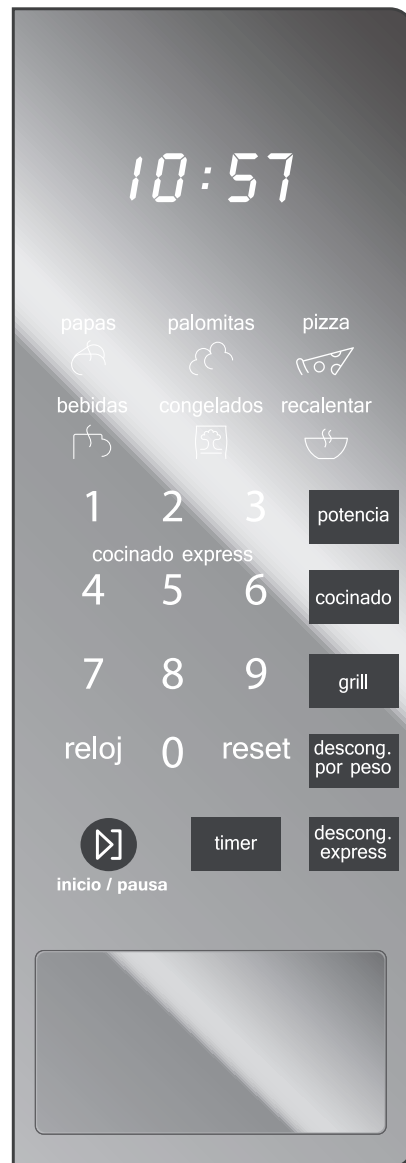 10:57
papas palomitas pizza
bebidas congelados recalentar
1 2 3 potencia
cocinado express
4 5 6 cocinado
7 8 9 grill
reloj 0 reset descong.
por peso
timer descong.
express
inicio / pausa